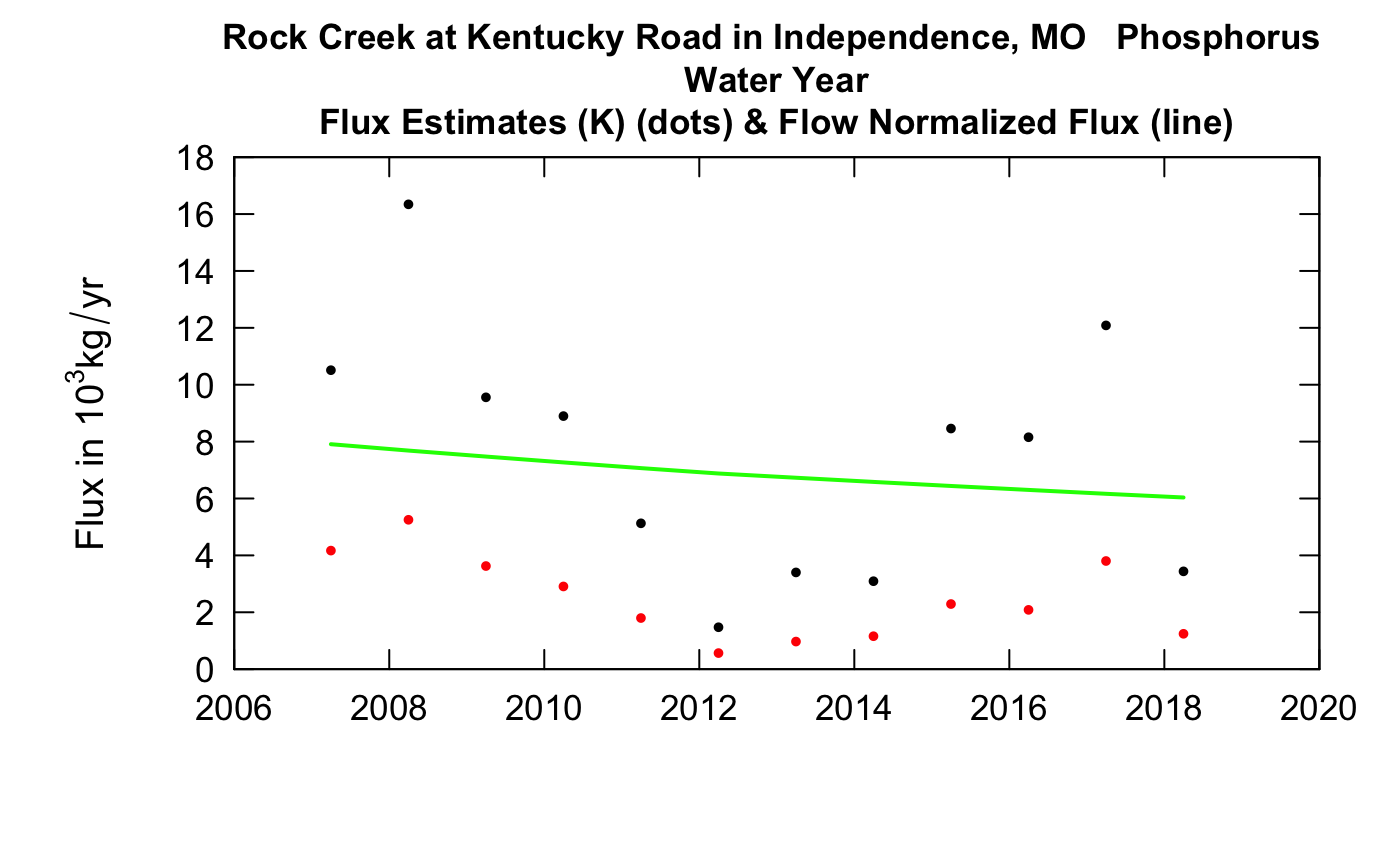 Rock Creek at Kentucky Road in Independence, MO   Phosphorus
Water Year
Flux Estimates (K) (dots) & Flow Normalized Flux (line)
Flux in 10³kg/yr
18
16
14
12
10
8
6
4
2
0
2006 2008 2010 2012 2014 2016 2018 2020